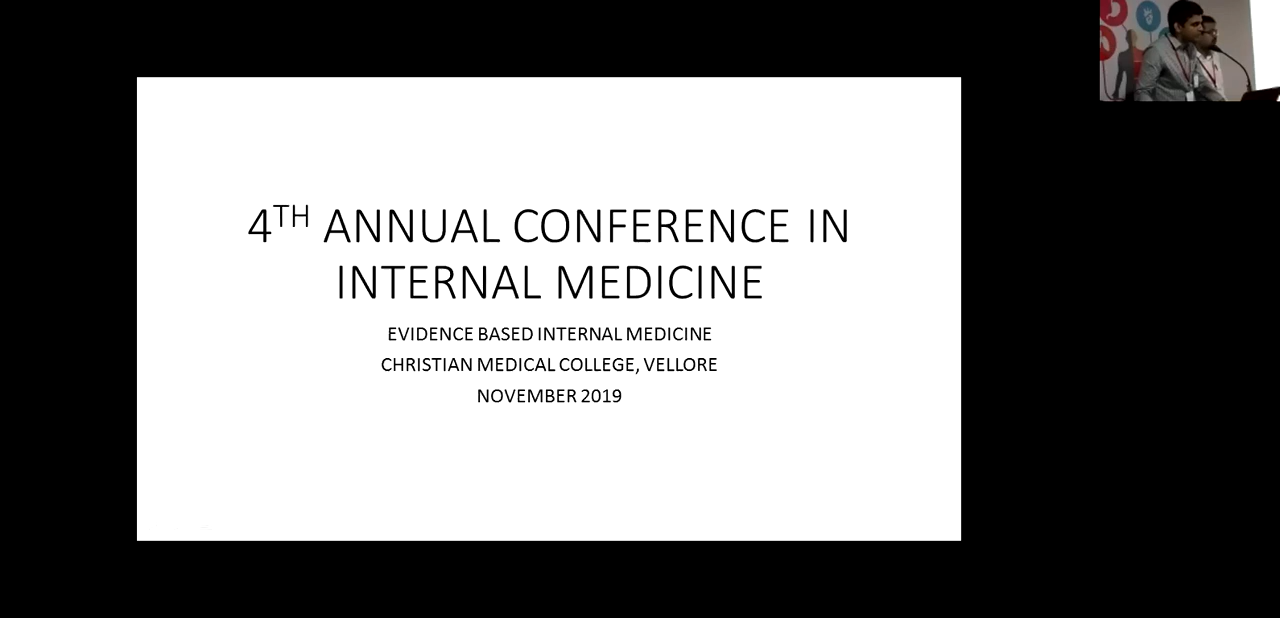 4TH ANNUAL CONFERENCE IN
INTERNAL MEDICINE
EVIDENCE BASED INTERNAL MEDICINE
CHRISTIAN MEDICAL COLLEGE, VELLORE
NOVEMBER 2019